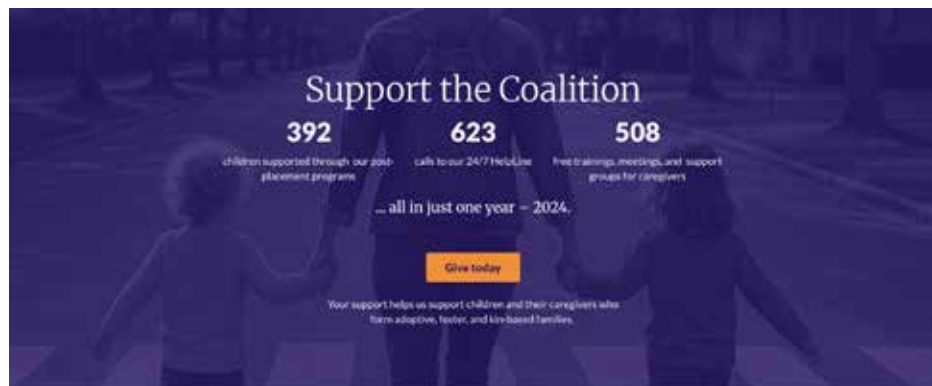 Support the Coalition
392
623
508
children supported through our post-
placement programs
calls to our 24/7 HelpLine
free trainings, meetings, and support
groups for caregivers
... all in just one year – 2024.
Give today
Your support helps us support children and their caregivers who
form adoptive, foster, and kin-based families.